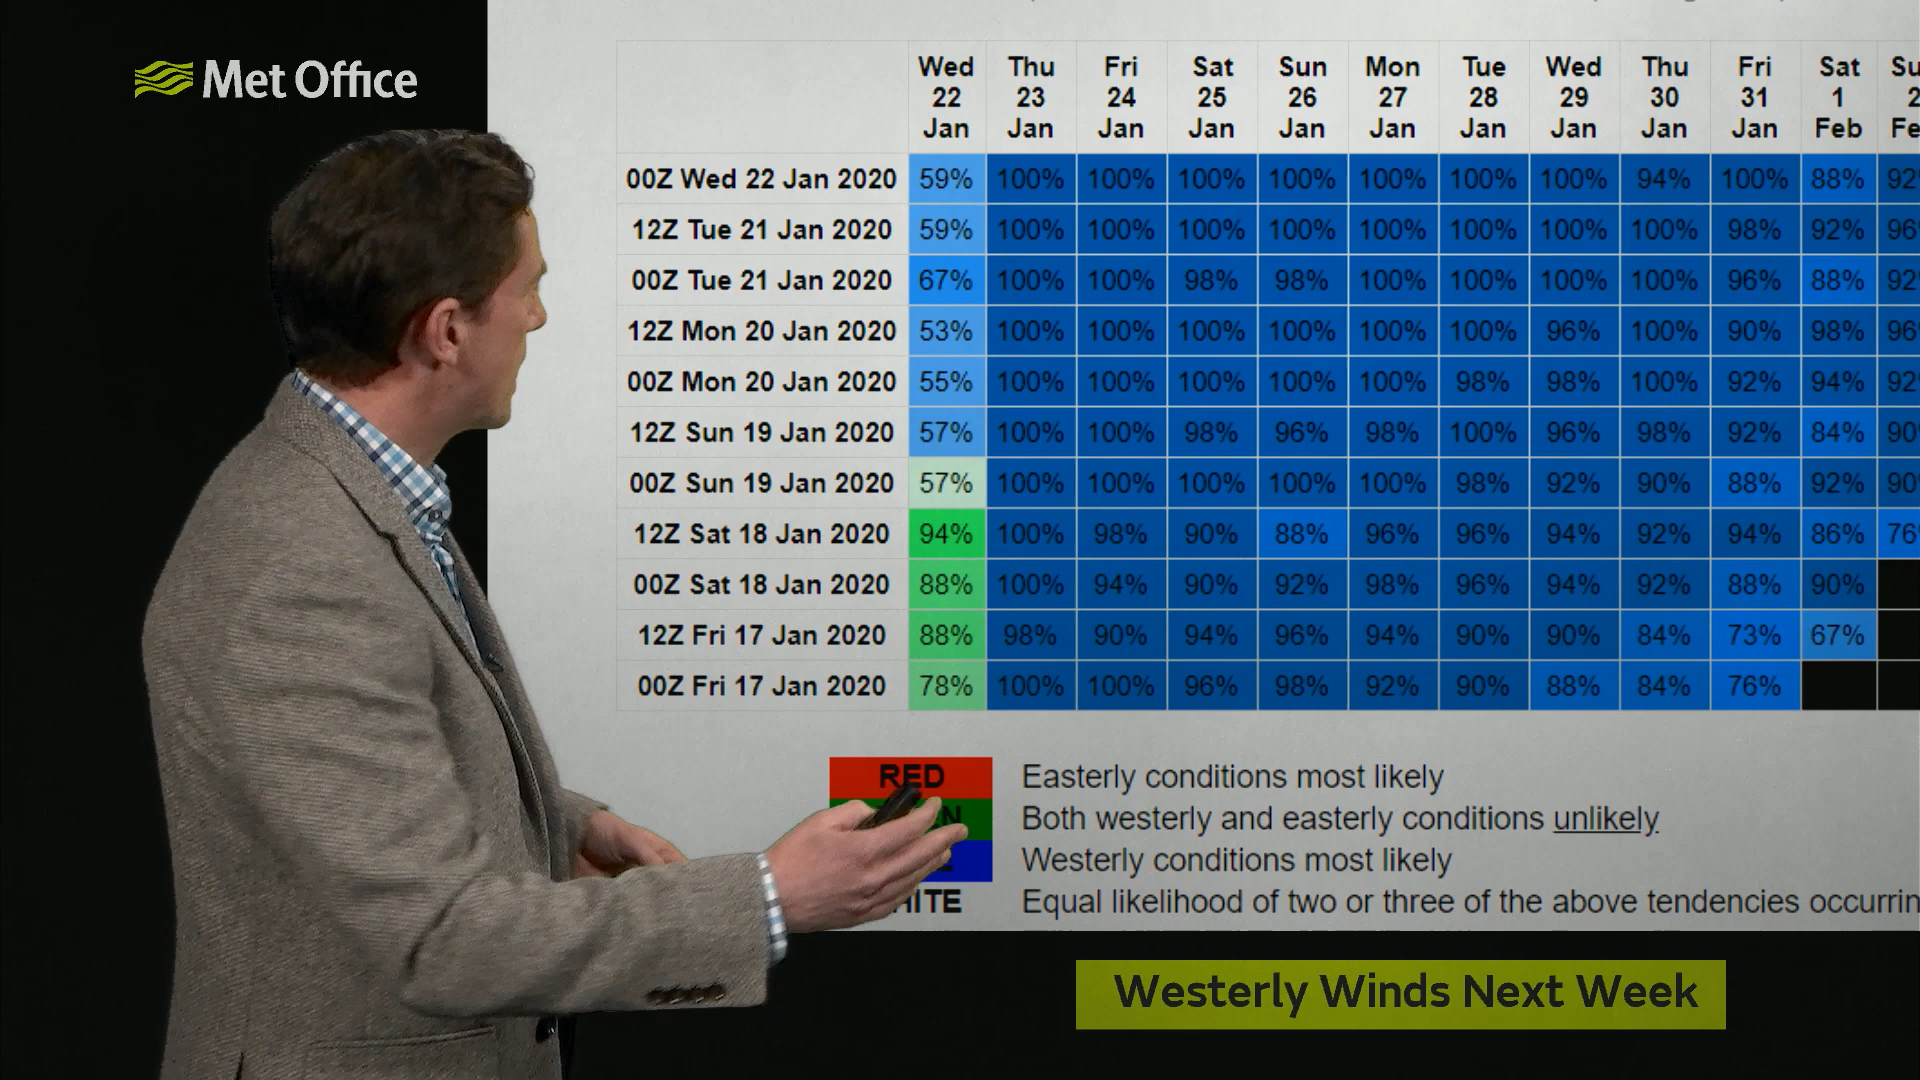 Met Office
Wed 22 Jan Thu 23 Jan Fri 24 Jan Sat 25 Jan Sun 26 Jan Mon 27 Jan Tue 28 Jan Wed 29 Jan Thu 30 Jan Fri 31 Jan Sat 1 Feb
00Z Wed 22 Jan 2020 59% 100% 100% 100% 100% 100% 100% 100% 94% 100% 88% 92
12Z Tue 21 Jan 2020 59% 100% 100% 100% 100% 100% 100% 100% 100% 98% 92% 96
00Z Tue 21 Jan 2020 67% 100% 100% 98% 98% 100% 100% 100% 100% 96% 88% 92
12Z Mon 20 Jan 2020 53% 100% 100% 100% 100% 100% 100% 96% 100% 90% 98% 96
00Z Mon 20 Jan 2020 55% 100% 100% 100% 100% 100% 98% 98% 100% 92% 94% 92
12Z Sun 19 Jan 2020 57% 100% 100% 98% 96% 98% 100% 96% 98% 92% 84% 90
00Z Sun 19 Jan 2020 57% 100% 100% 100% 100% 100% 98% 92% 90% 88% 92% 90
12Z Sat 18 Jan 2020 94% 100% 98% 90% 88% 96% 96% 94% 92% 94% 86% 76
00Z Sat 18 Jan 2020 88% 100% 94% 90% 92% 98% 96% 94% 92% 88% 90%
12Z Fri 17 Jan 2020 88% 98% 90% 94% 96% 94% 90% 90% 84% 73% 67%
00Z Fri 17 Jan 2020 78% 100% 100% 96% 98% 92% 90% 88% 84% 76%
RED Easterly conditions most likely
Both westerly and easterly conditions unlikely
Westerly conditions most likely
Equal likelihood of two or three of the above tendencies
Westerly Winds Next Week